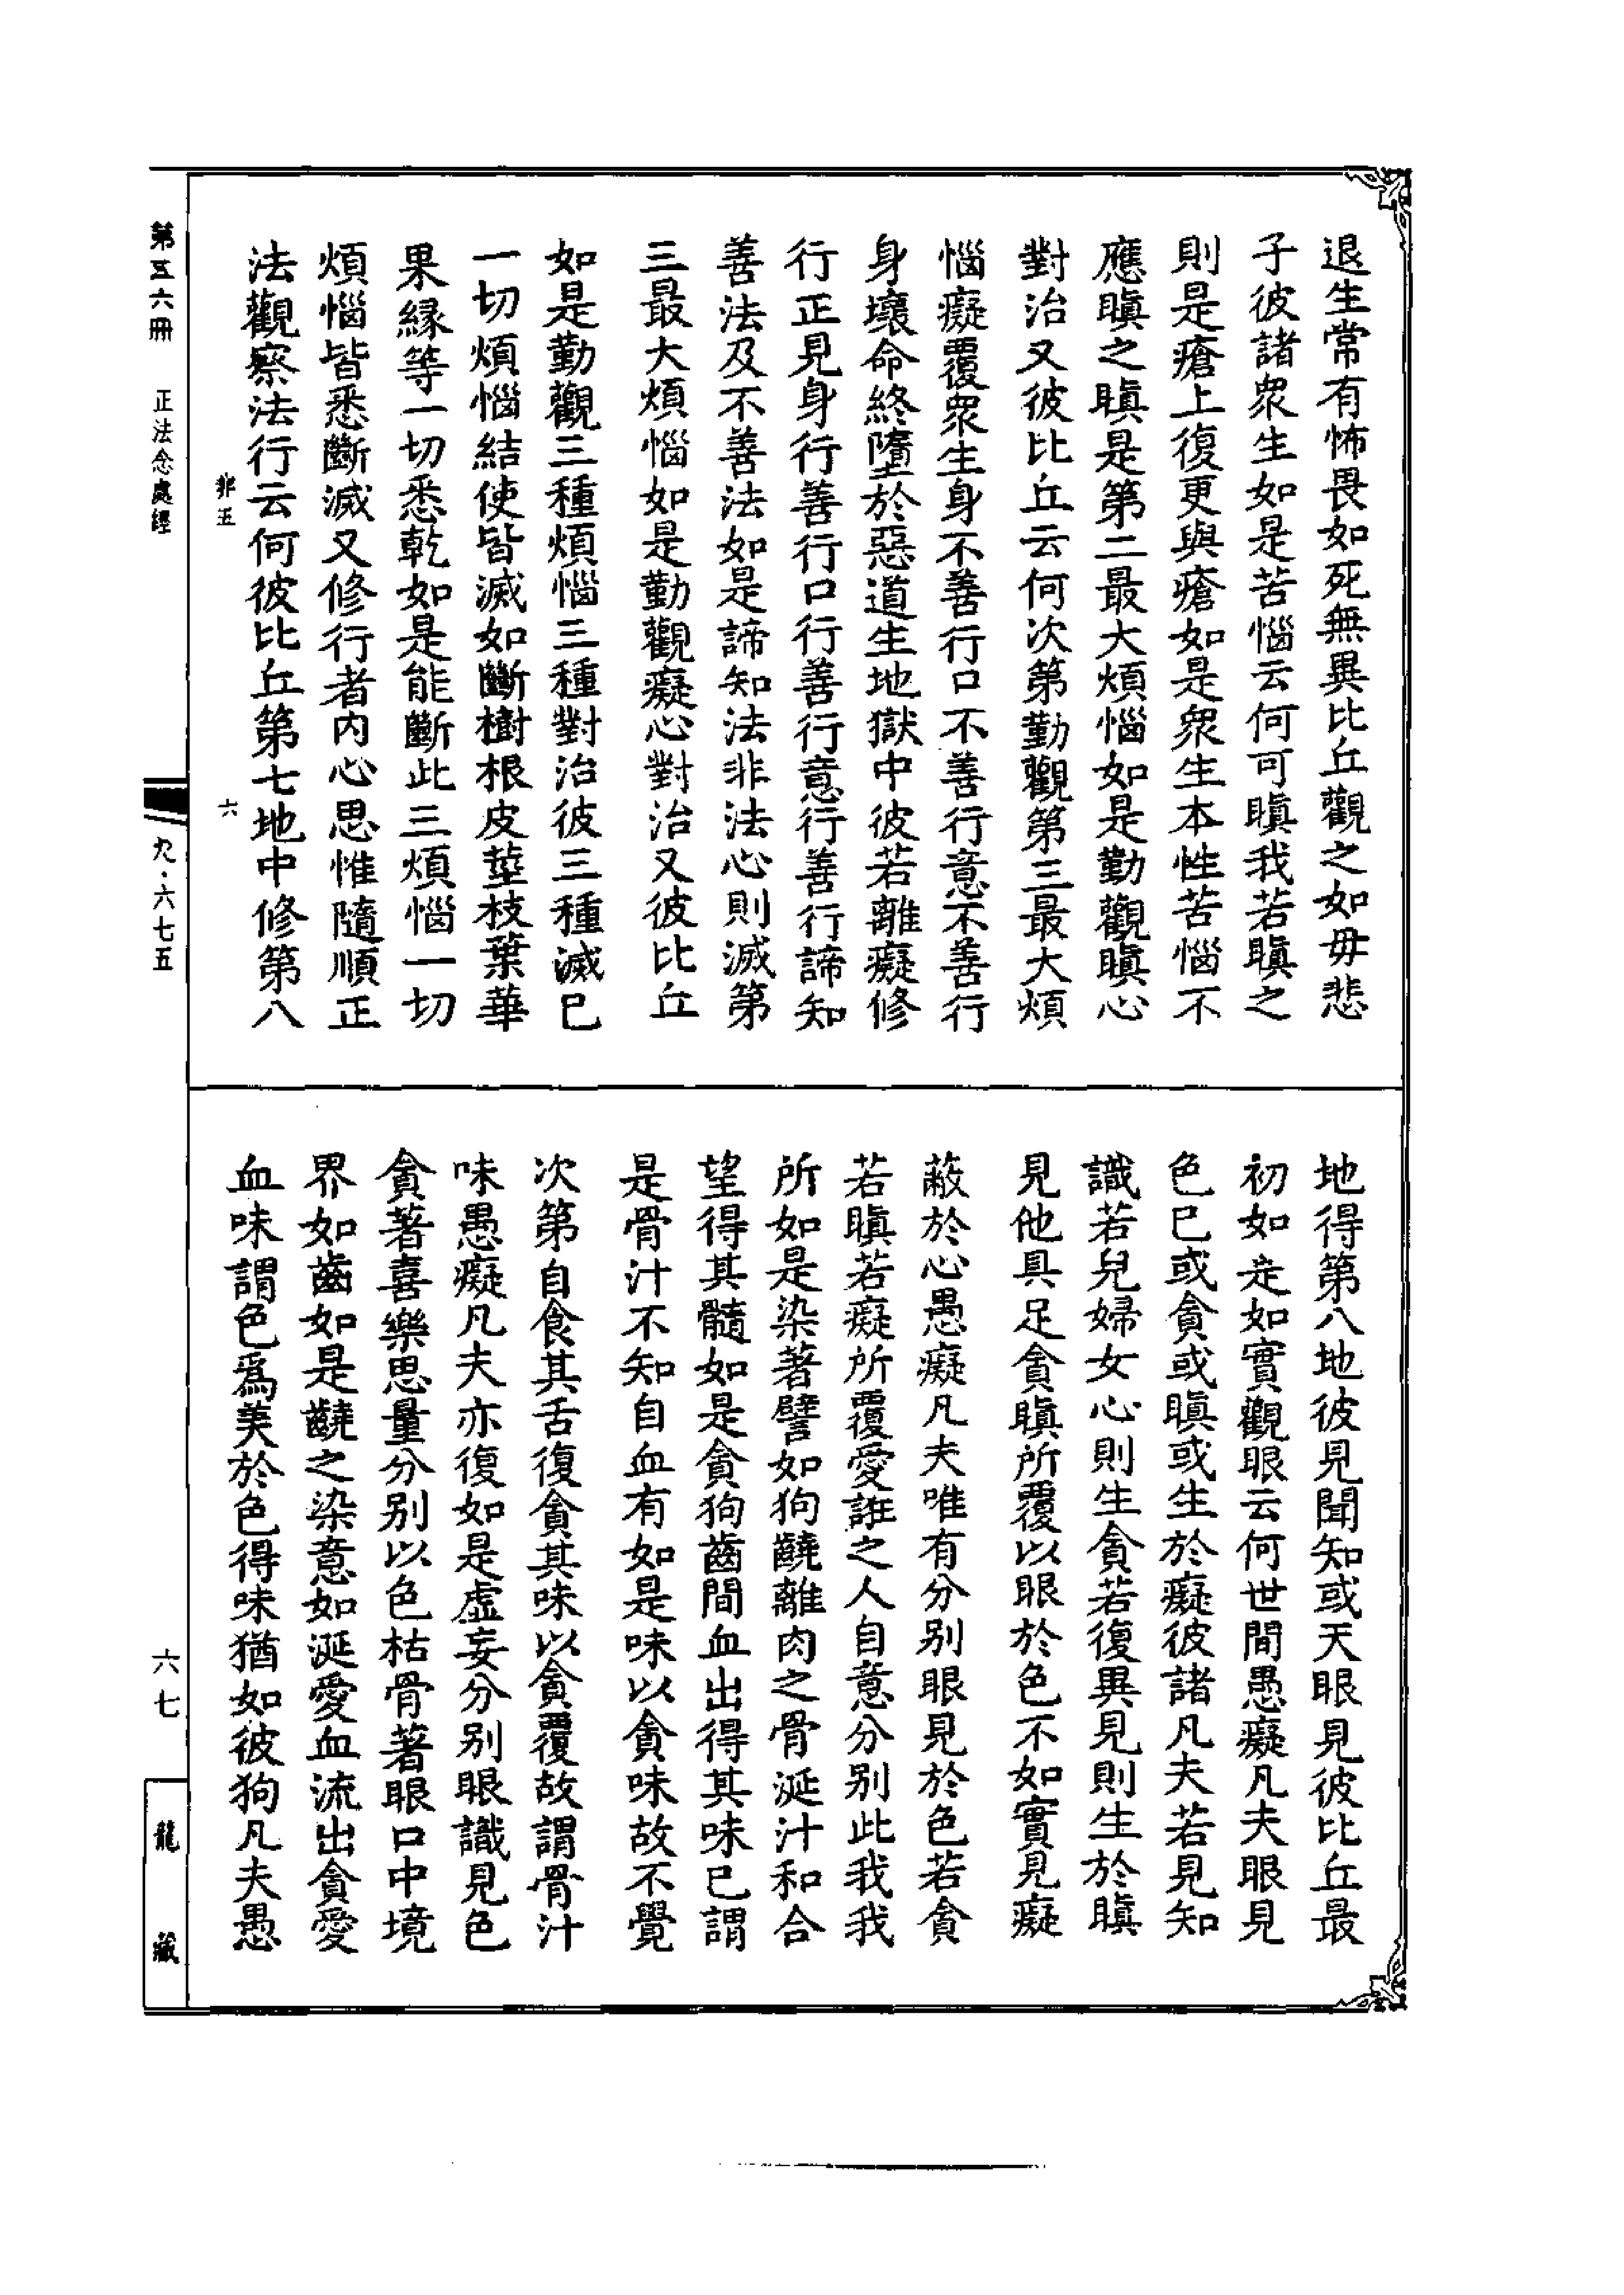 退生常有怖畏如死無異比丘觀之如毋悲
子彼諸衆生如是苦惱云何可瞋我若瞋之
則是瘡上復更與瘡如是衆生本性苦惱不
應瞋之瞋是第二最大煩惱如是勤觀瞋心
對治又彼比丘云何次第勤觀第三最大煩
惱癡覆衆生身不善行口不善行意不善行
身壞命終墮於惡道生地獄中彼若離癡修
行正見身行善行口行善行意行善行諦知
善法及不善法如是諦知法非法心則滅第
三最大煩惱如是勤觀癡心對治又彼比丘
如是勤觀三種煩惱三種對治彼三種滅已
一切煩惱結使皆滅如斷樹根皮莖枝葉華
果緣等一切悉乾如是能斷此三煩惱一切
煩惱皆悉斷滅又修行者内心思惟隨順正
法觀察法行云何彼比丘第七地中修第八
非五
六
地得第八地彼見聞知或天眼見彼比丘最
初如是如實觀眼云何世間愚癡凡夫眼見
色已或貪或瞋或生於癡彼諸凡夫若見知
識若兒婦女心則生貪若復異見則生於瞋
見他具足貪瞋所覆以眼於色不如實見癡
蔽於心愚癡凡夫唯有分别眼見於色若貪
若瞋若癡所覆愛誑之人自意分别此我我
所如是染著譬如狗齩離肉之骨涎汁和合
望得其髓如是貪狗齒間血出得其味已謂
是骨汁不知自血有如是味以貪味故不覺
次第自食其舌復貪其味以貪覆故謂骨汁
味愚癡凡夫亦復如是虛妄分别眼識見色
貪著喜樂思量分别以色枯骨著眼口中境
界如齒如是齩之染意如涎愛血流出貪愛
血味謂色爲美於色得味猶如彼狗凡夫愚
第五六冊　正法念處經
九·六七五
六七
龍藏